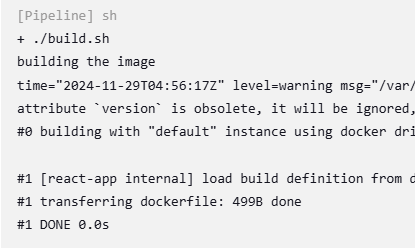 [Pipeline] sh
+ ./build.sh
building the image
time="2024-11-29T04:56:17Z" level=warning msg="/var/
attribute `version` is obsolete, it will be ignored,
#0 building with "default" instance using docker dri

#1 [react-app internal] load build definition from d
#1 transferring dockerfile: 499B done
#1 DONE 0.0s